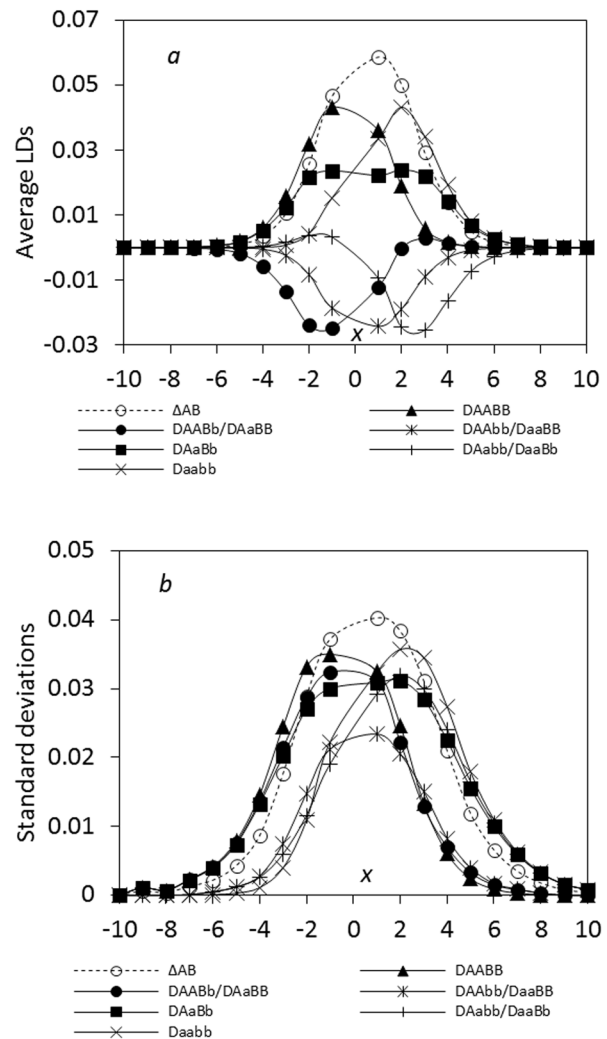 a
0.07
0.05
0.03
0.01
-0.01
-0.03
Average LDs
x
-10 -8 -6 -4 -2 0 2 4 6 8 10
ΔAB DAABB
DAABb/DAaBB DAAbb/DaaBB
DAaBb DAabb/DaaBb
Daabb
b
0.05
0.04
0.03
0.02
0.01
0
Standard deviations
x
-10 -8 -6 -4 -2 0 2 4 6 8 10
ΔAB DAABB
DAABb/DAaBB DAAbb/DaaBB
DAaBb DAabb/DaaBb
Daabb